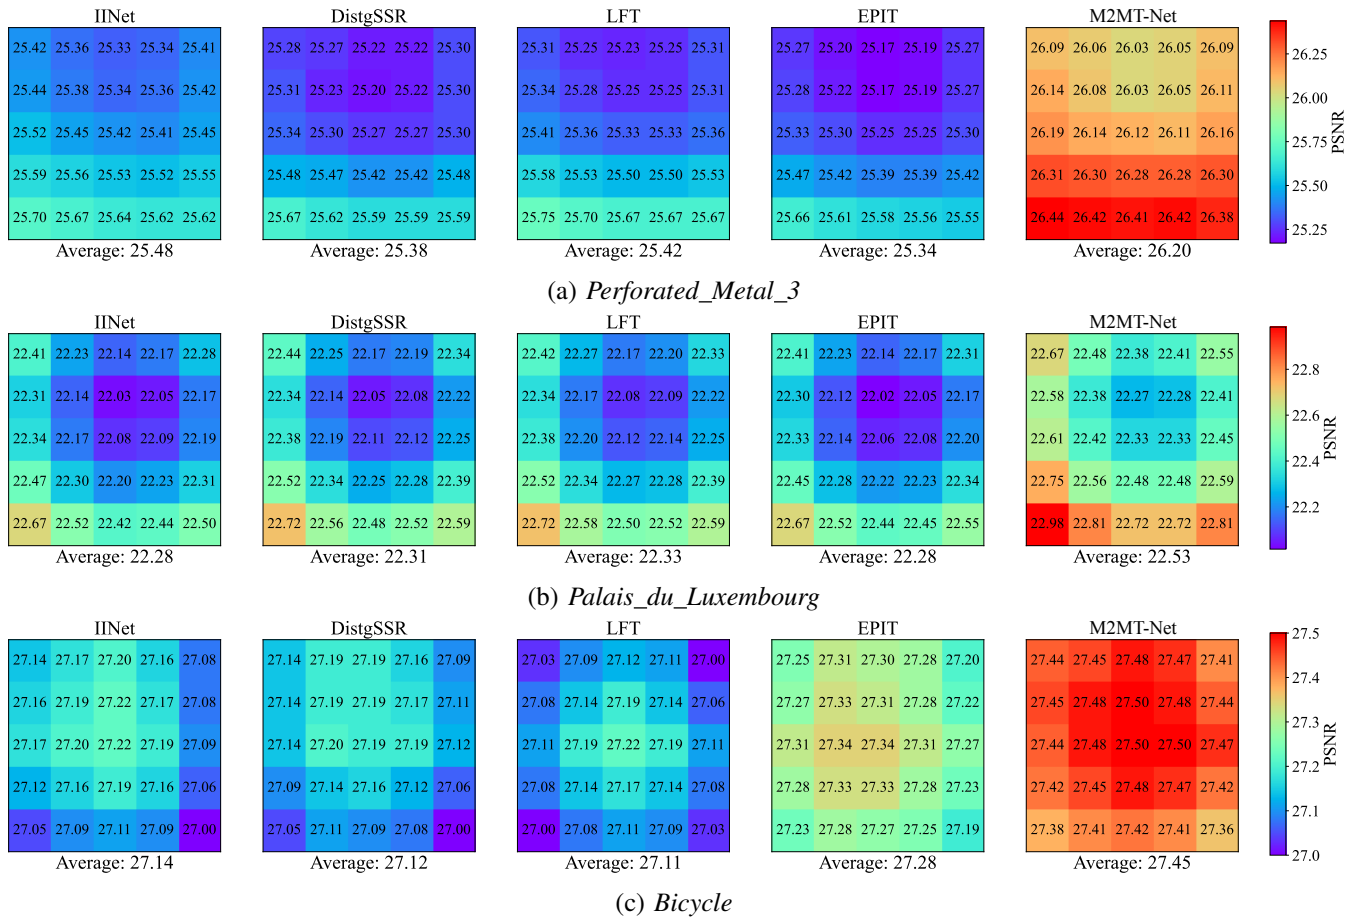 IINet DistgSSR LFT EPIT M2MT-Net
25.42 25.36 25.33 25.34 25.41 25.28 25.27 25.22 25.22 25.30 25.31 25.25 25.23 25.25 25.31 25.27 25.20 25.17 25.19 25.27 26.09 26.06 26.03 26.05 26.09 26.25
25.44 25.38 25.34 25.36 25.42 25.31 25.23 25.20 25.22 25.30 25.34 25.28 25.25 25.25 25.31 25.28 25.22 25.17 25.19 25.27 26.14 26.08 26.03 26.05 26.11 26.00
25.52 25.45 25.42 25.41 25.45 25.34 25.30 25.27 25.27 25.30 25.41 25.36 25.33 25.33 25.36 25.33 25.30 25.25 25.25 25.30 26.19 26.14 26.12 26.11 26.16 25.75 PSNR
25.59 25.56 25.53 25.52 25.55 25.48 25.47 25.42 25.42 25.48 25.58 25.53 25.50 25.50 25.53 25.47 25.42 25.39 25.39 25.42 26.31 26.30 26.28 26.28 26.30 25.50
25.70 25.67 25.64 25.62 25.62 25.67 25.62 25.59 25.59 25.59 25.75 25.70 25.67 25.67 25.67 25.66 25.61 25.58 25.56 25.55 26.44 26.42 26.41 26.42 26.38 25.25
Average: 25.48 Average: 25.38 Average: 25.42 Average: 25.34 Average: 26.20
(a) Perforated_Metal_3
IINet DistgSSR LFT EPIT M2MT-Net
22.41 22.23 22.14 22.17 22.28 22.44 22.25 22.17 22.19 22.34 22.42 22.27 22.17 22.20 22.33 22.41 22.23 22.14 22.17 22.31 22.67 22.48 22.38 22.41 22.55 22.8
22.31 22.14 22.03 22.05 22.17 22.34 22.14 22.05 22.08 22.22 22.34 22.17 22.08 22.09 22.22 22.30 22.12 22.02 22.05 22.17 22.58 22.38 22.27 22.28 22.41 22.6
22.34 22.17 22.08 22.09 22.19 22.38 22.19 22.11 22.12 22.25 22.38 22.20 22.12 22.14 22.25 22.33 22.14 22.06 22.08 22.20 22.61 22.42 22.33 22.33 22.45 22.4 PSNR
22.47 22.30 22.20 22.23 22.31 22.52 22.34 22.25 22.28 22.39 22.52 22.34 22.27 22.28 22.39 22.45 22.28 22.22 22.23 22.34 22.75 22.56 22.48 22.48 22.59 22.2
22.67 22.52 22.42 22.44 22.50 22.72 22.56 22.48 22.52 22.59 22.72 22.58 22.50 22.52 22.59 22.67 22.52 22.44 22.45 22.55 22.98 22.81 22.72 22.72 22.81
Average: 22.28 Average: 22.31 Average: 22.33 Average: 22.28 Average: 22.53
(b) Palais_du_Luxembourg
IINet DistgSSR LFT EPIT M2MT-Net 27.5
27.14 27.17 27.20 27.16 27.08 27.14 27.19 27.19 27.16 27.09 27.03 27.09 27.12 27.11 27.00 27.25 27.31 27.30 27.28 27.20 27.44 27.45 27.48 27.47 27.41 27.4
27.16 27.19 27.22 27.17 27.08 27.14 27.19 27.19 27.17 27.11 27.08 27.14 27.19 27.14 27.06 27.27 27.33 27.31 27.28 27.22 27.45 27.48 27.50 27.48 27.44 27.3
27.17 27.20 27.22 27.19 27.09 27.14 27.20 27.19 27.19 27.12 27.11 27.19 27.22 27.19 27.11 27.31 27.34 27.34 27.31 27.27 27.44 27.48 27.50 27.50 27.47 27.2 PSNR
27.12 27.16 27.19 27.16 27.06 27.09 27.14 27.16 27.12 27.06 27.08 27.14 27.17 27.14 27.08 27.28 27.33 27.33 27.28 27.23 27.42 27.45 27.48 27.47 27.42 27.1
27.05 27.09 27.11 27.09 27.00 27.05 27.11 27.09 27.08 27.00 27.00 27.08 27.11 27.09 27.03 27.23 27.28 27.27 27.25 27.19 27.38 27.41 27.42 27.41 27.36 27.0
Average: 27.14 Average: 27.12 Average: 27.11 Average: 27.28 Average: 27.45
(c) Bicycle